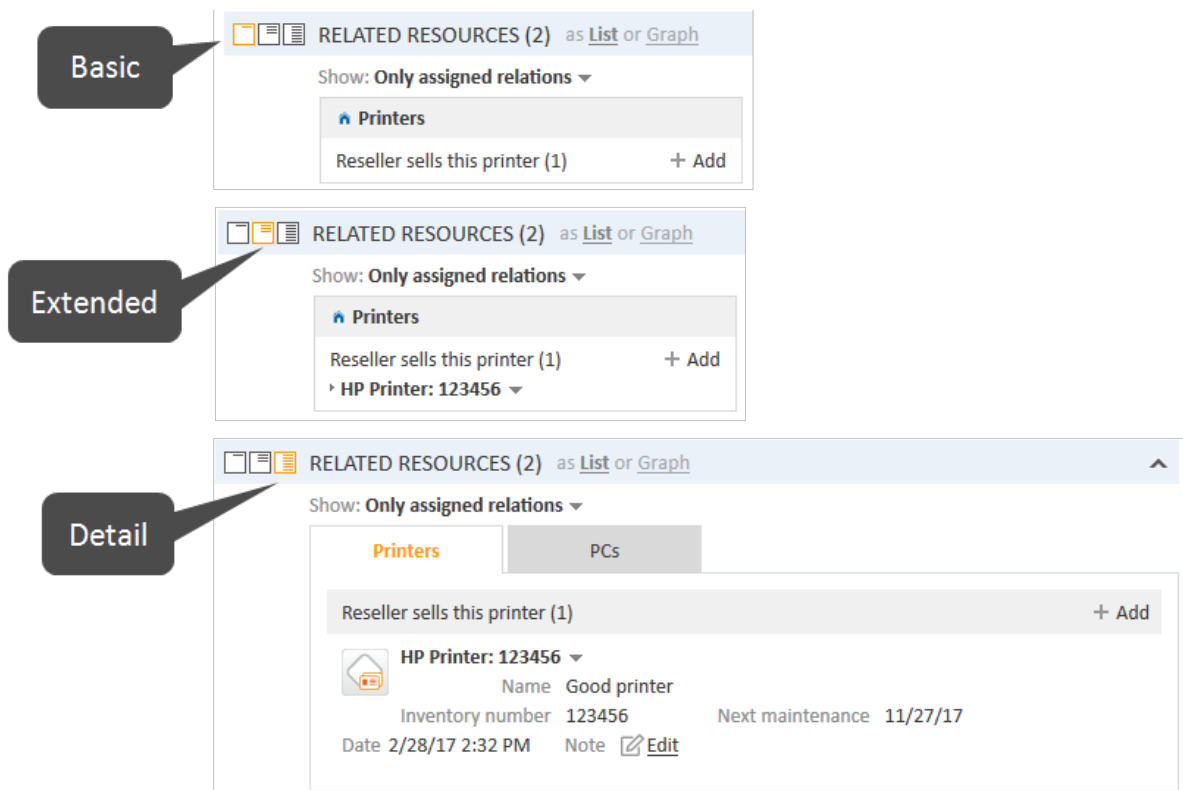 Basic
RELATED RESOURCES (2) as List or Graph
Show: Only assigned relations
Printers
Reseller sells this printer (1) + Add
Extended
RELATED RESOURCES (2) as List or Graph
Show: Only assigned relations
Printers
Reseller sells this printer (1) + Add
HP Printer: 123456
Detail
RELATED RESOURCES (2) as List or Graph
Show: Only assigned relations
Printers PCs
Reseller sells this printer (1) + Add
HP Printer: 123456
Name Good printer
Inventory number 123456 Next maintenance 11/27/17
Date 2/28/17 2:32 PM Note Edit